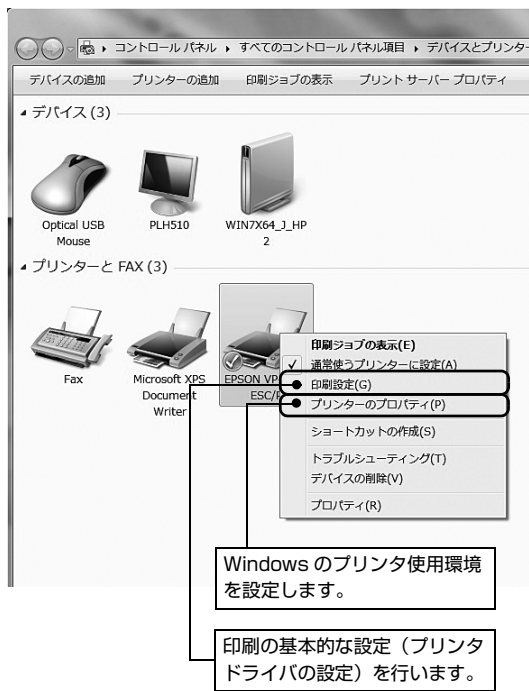 コントロール パネル ▸ すべてのコントロール パネル項目 ▸ デバイスとプリンター
デバイスの追加 プリンターの追加 印刷ジョブの表示 プリント サーバー プロパティ
デバイス (3)
Optical USB
Mouse
PLH510
WIN7X64_J_HP
2
プリンターと FAX (3)
Fax
Microsoft XPS
Document
Writer
EPSON
ESC/P
印刷ジョブの表示(E)
通常使うプリンターに設定(A)
印刷設定(G)
プリンターのプロパティ(P)
ショートカットの作成(S)
トラブルシューティング(T)
デバイスの削除(V)
プロパティ(R)
Windows のプリンタ使用環境
を設定します。
印刷の基本的な設定（プリンタ
ドライバの設定）を行います。